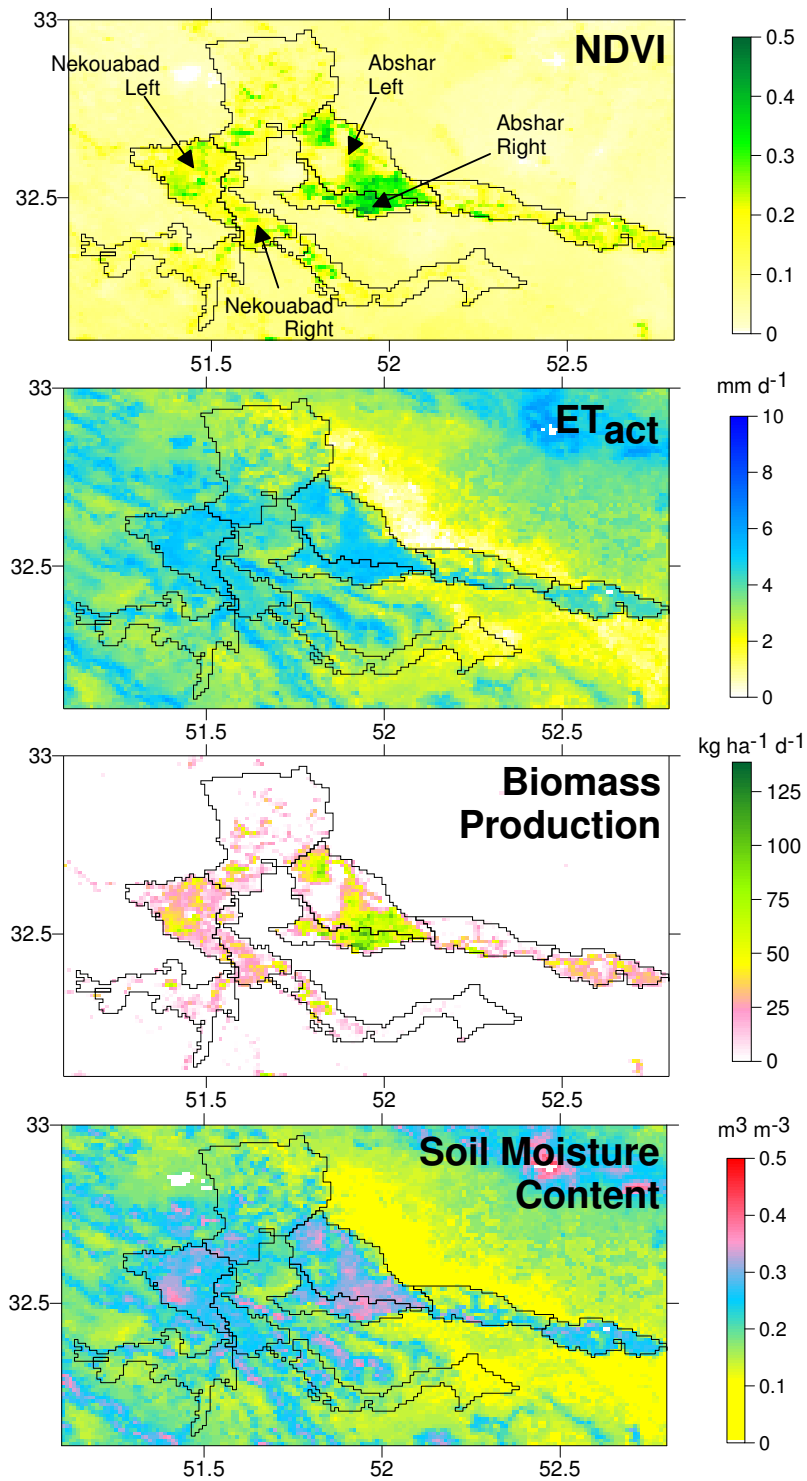 33
NDVI
0.5
Nekouabad
Left
Abshar
Left
0.4
Abshar
Right
0.3
32.5
0.2
0.1
Nekouabad
Right
0
51.5 52 52.5
33
mm d⁻¹
ETact
10
8
6
32.5
4
2
0
51.5 52 52.5
33
kg ha⁻¹ d⁻¹
Biomass
Production
125
100
75
32.5
50
25
0
51.5 52 52.5
33
m³ m⁻³
Soil Moisture
Content
0.5
0.4
0.3
32.5
0.2
0.1
0
51.5 52 52.5